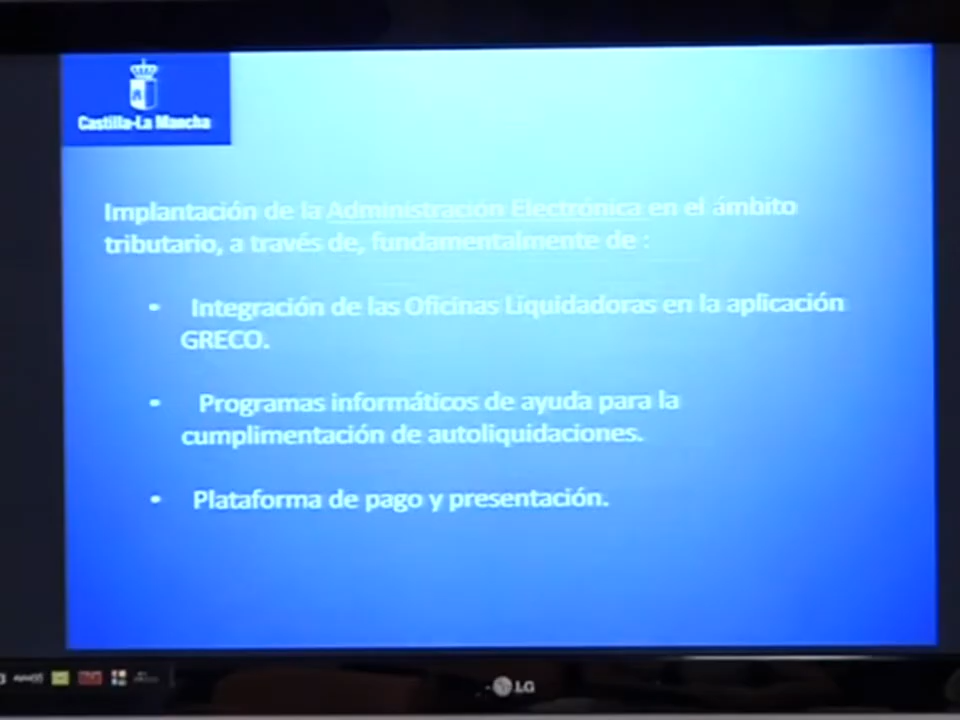 Castilla-La Mancha
Implantación de la Administración Electrónica en el ámbito
tributario, a través de, fundamentalmente de :
• Integración de las Oficinas Liquidadoras en la aplicación
GRECO.
• Programas informáticos de ayuda para la
cumplimentación de autoliquidaciones.
• Plataforma de pago y presentación.
LG